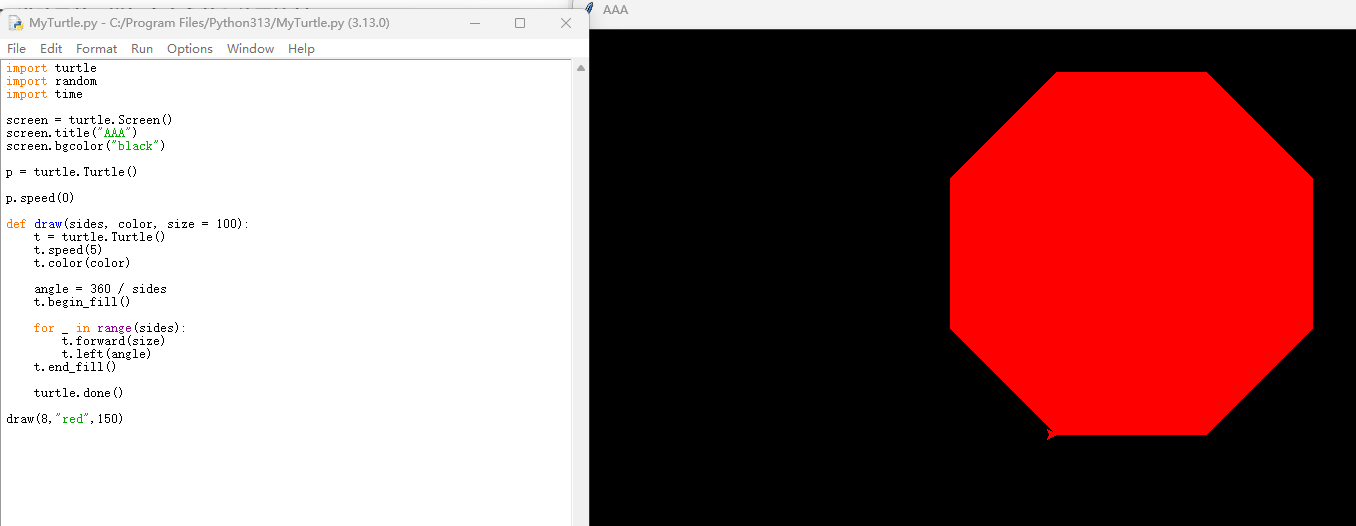 MyTurtle.py - C:/Program Files/Python313/MyTurtle.py (3.13.0)
AAA
File Edit Format Run Options Window Help
import turtle
import random
import time
screen = turtle.Screen()
screen.title("AAA")
screen.bgcolor("black")
p = turtle.Turtle()
p.speed(0)
def draw(sides, color, size = 100):
    t = turtle.Turtle()
    t.speed(5)
    t.color(color)
    angle = 360 / sides
    t.begin_fill()
    for _ in range(sides):
        t.forward(size)
        t.left(angle)
    t.end_fill()
    turtle.done()
draw(8,"red",150)